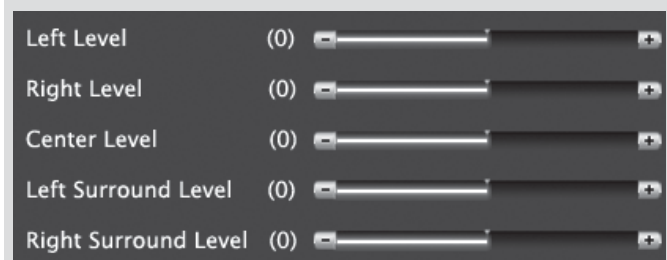 Left Level (0) - +
Right Level (0) - +
Center Level (0) - +
Left Surround Level (0) - +
Right Surround Level (0) - +